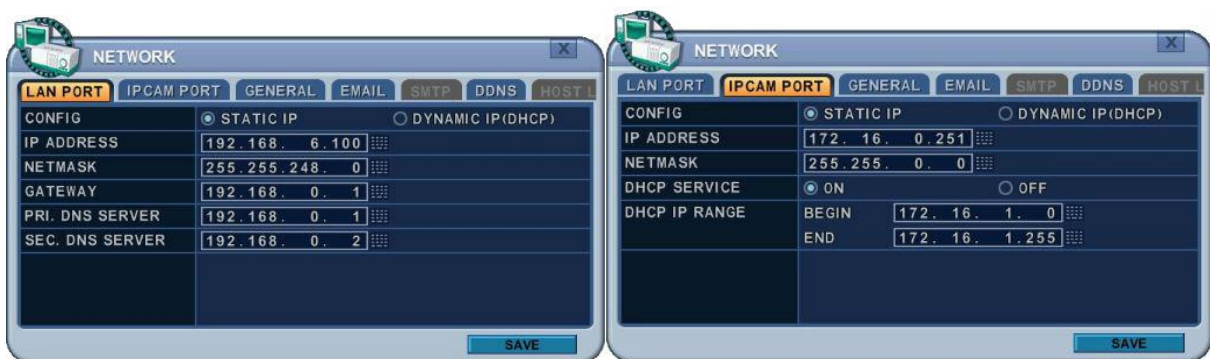 NETWORK X
LAN PORT IPCAM PORT GENERAL EMAIL SMTP DDNS HOST L
CONFIG STATIC IP DYNAMIC IP(DHCP)
IP ADDRESS 192.168. 6.100
NETMASK 255.255.248. 0
GATEWAY 192.168. 0. 1
PRI. DNS SERVER 192.168. 0. 1
SEC. DNS SERVER 192.168. 0. 2
SAVE
NETWORK X
LAN PORT IPCAM PORT GENERAL EMAIL SMTP DDNS HOST L
CONFIG STATIC IP DYNAMIC IP(DHCP)
IP ADDRESS 172. 16. 0.251
NETMASK 255.255. 0. 0
DHCP SERVICE ON OFF
DHCP IP RANGE BEGIN 172. 16. 1. 0
END 172. 16. 1.255
SAVE